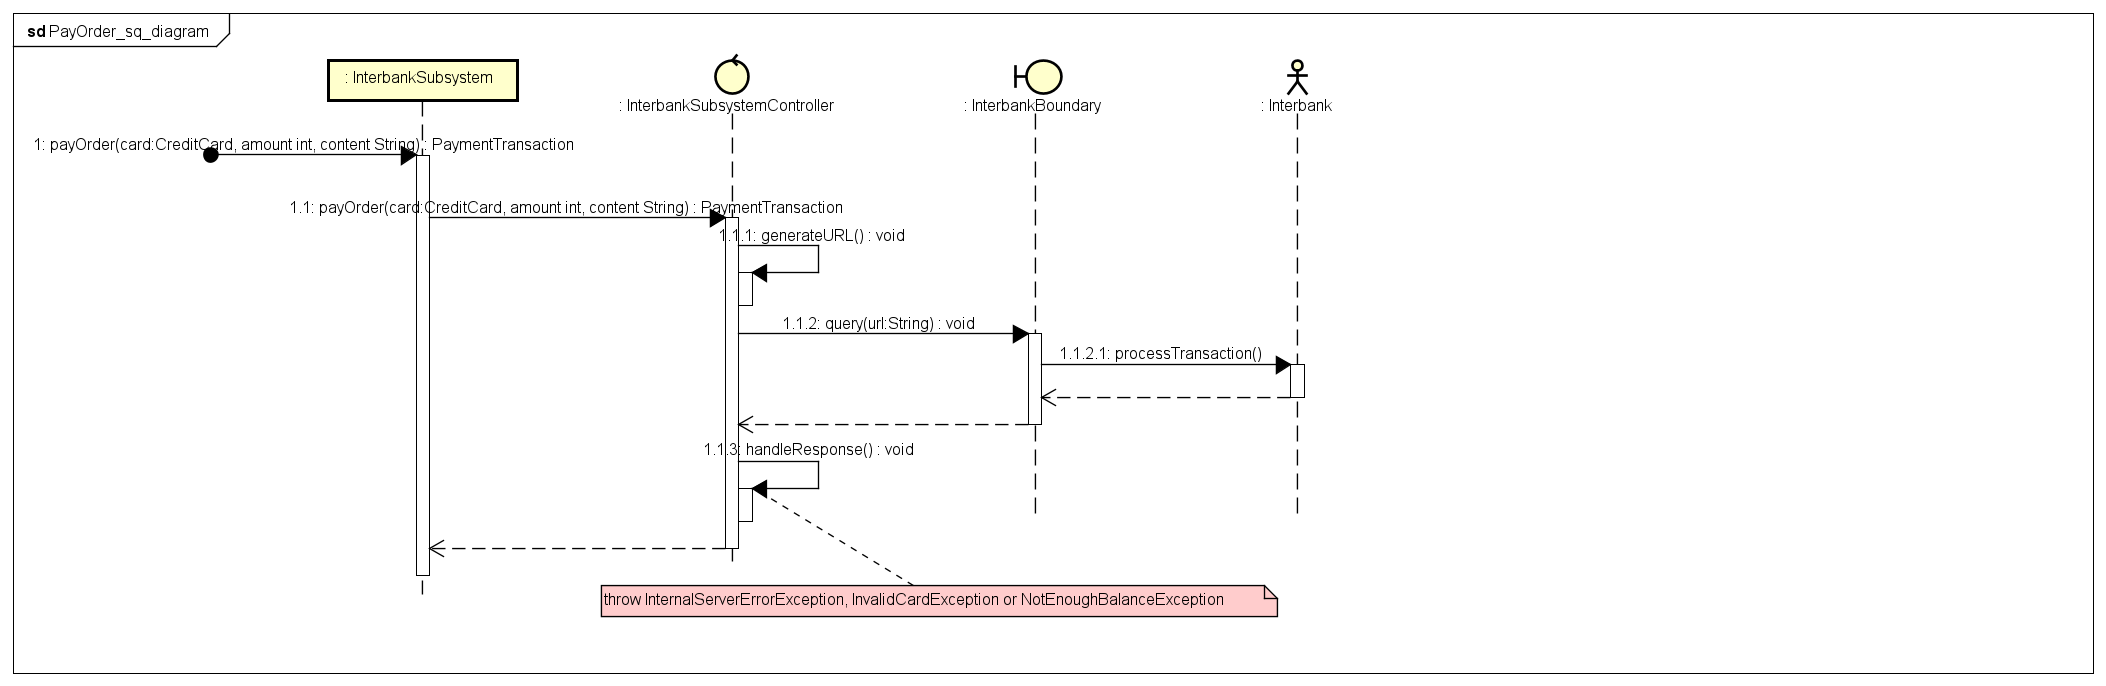 sd PayOrder_sq_diagram
: InterbankSubsystem
: InterbankSubsystemController
: InterbankBoundary
: Interbank
1: payOrder(card:CreditCard, amount int, content String) : PaymentTransaction
1.1: payOrder(card:CreditCard, amount int, content String) : PaymentTransaction
1.1.1: generateURL() : void
1.1.2: query(url:String) : void
1.1.2.1: processTransaction()
1.1.3: handleResponse() : void
throw InternalServerErrorException, InvalidCardException or NotEnoughBalanceException